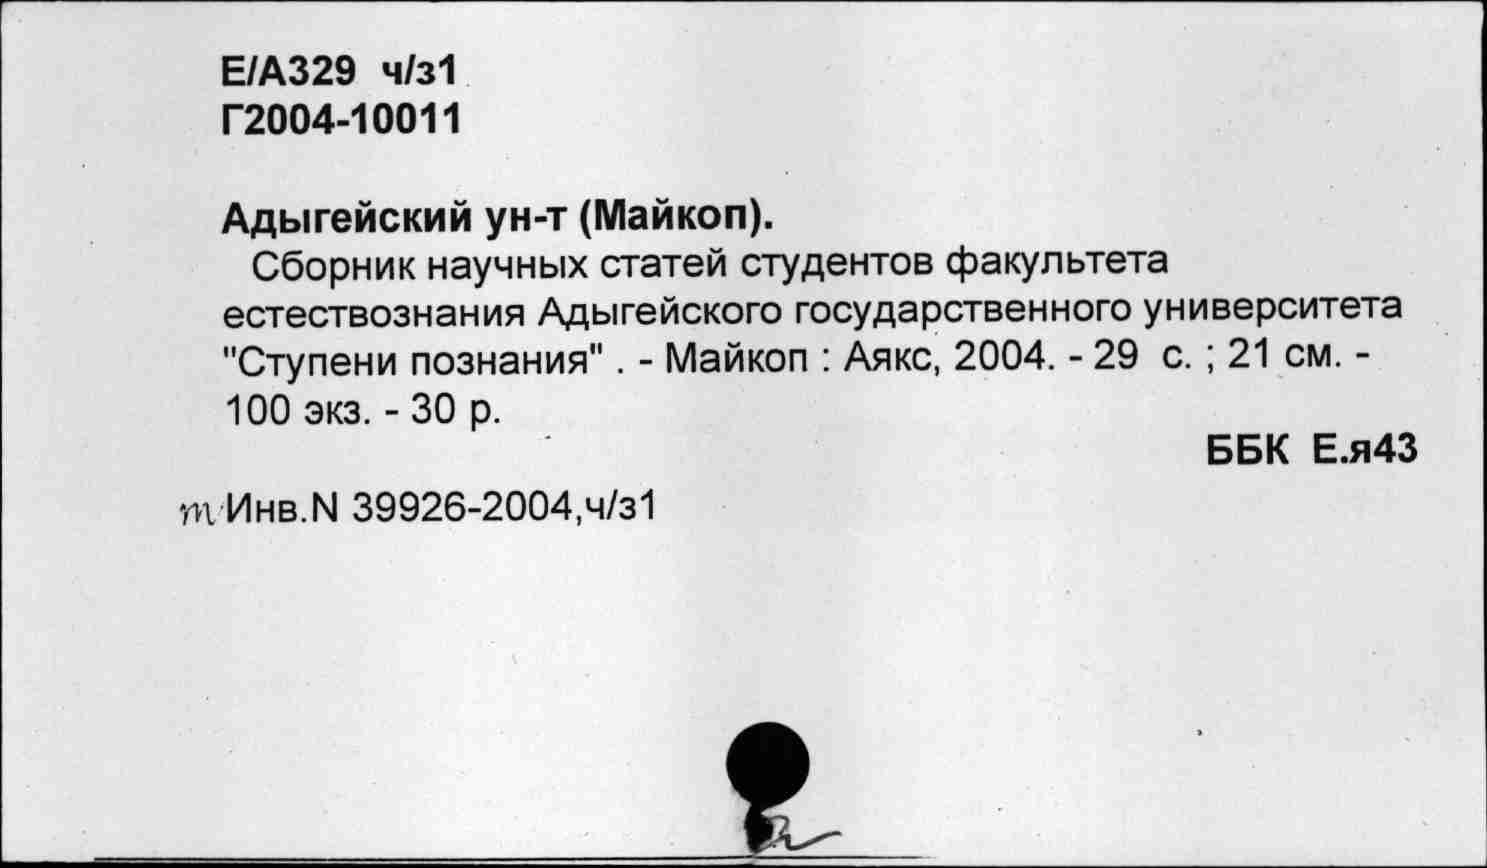 Е/А329 ч/з1
Г2004-10011
Адыгейский ун-т (Майкоп).
Сборник научных статей студентов факультета
естествознания Адыгейского государственного университета
"Ступени познания" . - Майкоп : Аякс, 2004. - 29 с. ; 21 см. -
100 экз. - 30 р.
ББК Е.я43
т Инв.N 39926-2004,ч/з1